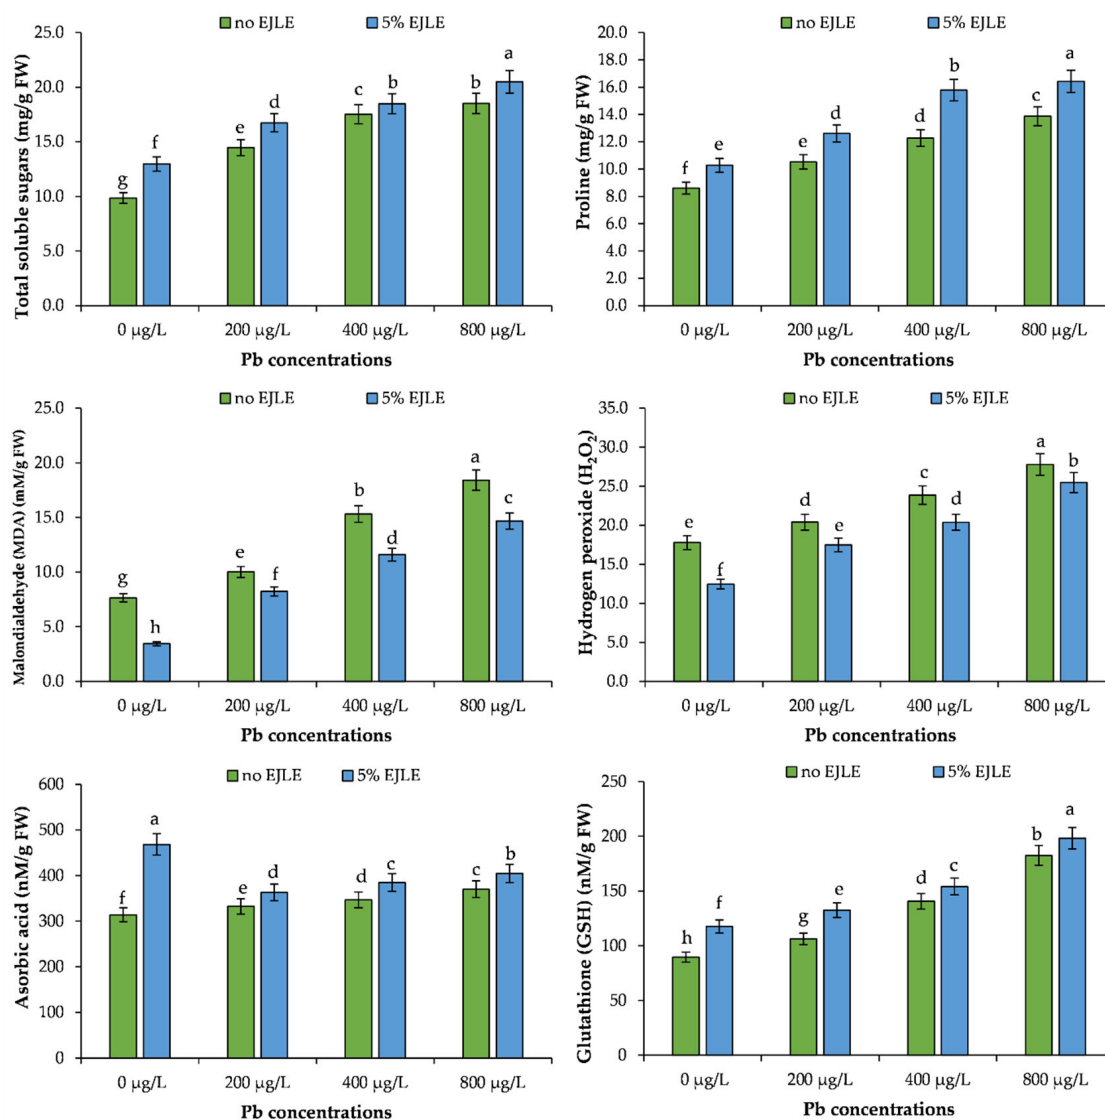 no EJLE 5% EJLE
Total soluble sugars (mg/g FW)
25.0
20.0
15.0
10.0
5.0
0.0
g f e d c b b a
0 µg/L 200 µg/L 400 µg/L 800 µg/L
Pb concentrations
no EJLE 5% EJLE
Proline (mg/g FW)
20.0
18.0
16.0
14.0
12.0
10.0
8.0
6.0
4.0
2.0
0.0
f e e d d b c a
0 µg/L 200 µg/L 400 µg/L 800 µg/L
Pb concentrations
no EJLE 5% EJLE
Malondialdehyde (MDA) (mM/g FW)
25.0
20.0
15.0
10.0
5.0
0.0
g h e f b d a c
0 µg/L 200 µg/L 400 µg/L 800 µg/L
Pb concentrations
no EJLE 5% EJLE
Hydrogen peroxide (H₂O₂)
35.0
30.0
25.0
20.0
15.0
10.0
5.0
0.0
e f d e c d a b
0 µg/L 200 µg/L 400 µg/L 800 µg/L
Pb concentrations
no EJLE 5% EJLE
Asorbic acid (nM/g FW)
600
500
400
300
200
100
0
f a e d d c c b
0 µg/L 200 µg/L 400 µg/L 800 µg/L
Pb concentrations
no EJLE 5% EJLE
Glutathione (GSH) (nM/g FW)
250
200
150
100
50
0
h f g e d c b a
0 µg/L 200 µg/L 400 µg/L 800 µg/L
Pb concentrations